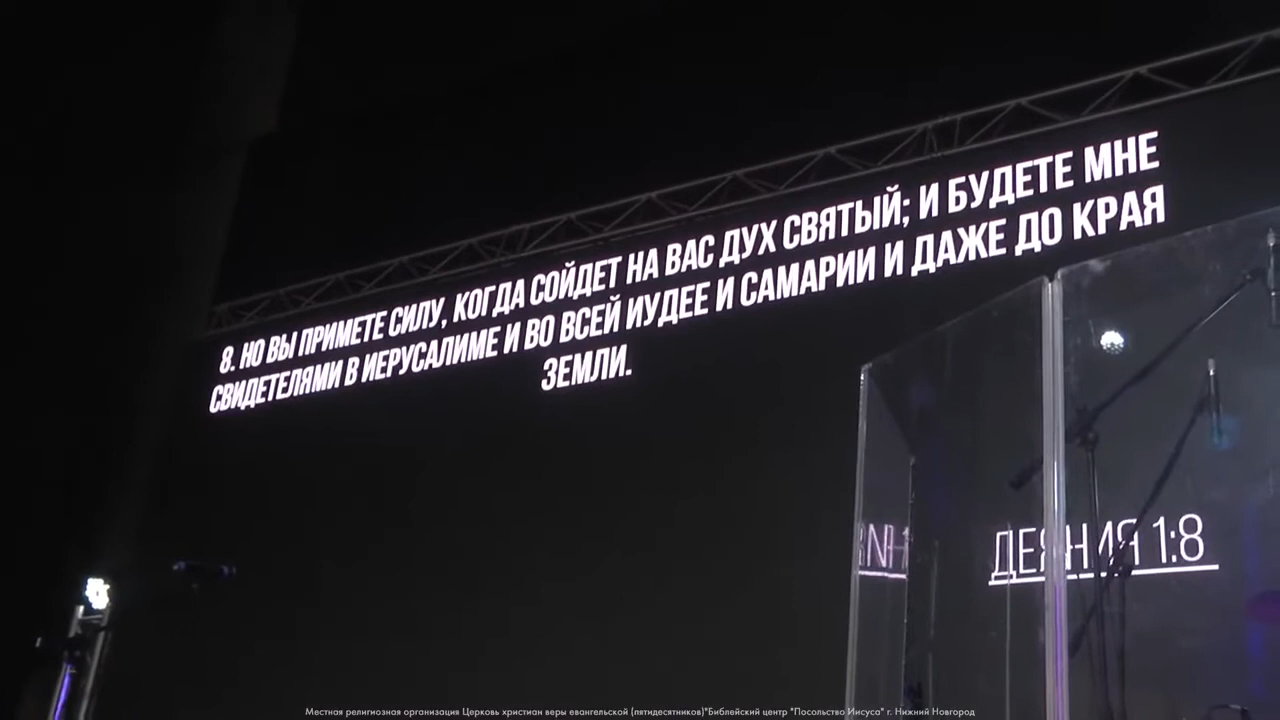 8. НО ВЫ ПРИМЕТЕ СИЛУ, КОГДА СОЙДЕТ НА ВАС ДУХ СВЯТЫЙ; И БУДЕТЕ МНЕ
СВИДЕТЕЛЯМИ В ИЕРУСАЛИМЕ И ВО ВСЕЙ ИУДЕЕ И САМАРИИ И ДАЖЕ ДО КРАЯ
ЗЕМЛИ.
ДЕЯНИЯ 1:8
Местная религиозная организация Церковь христиан веры евангельской (пятидесятников)"Библейский центр "Посольство Иисуса" г. Нижний Новгород